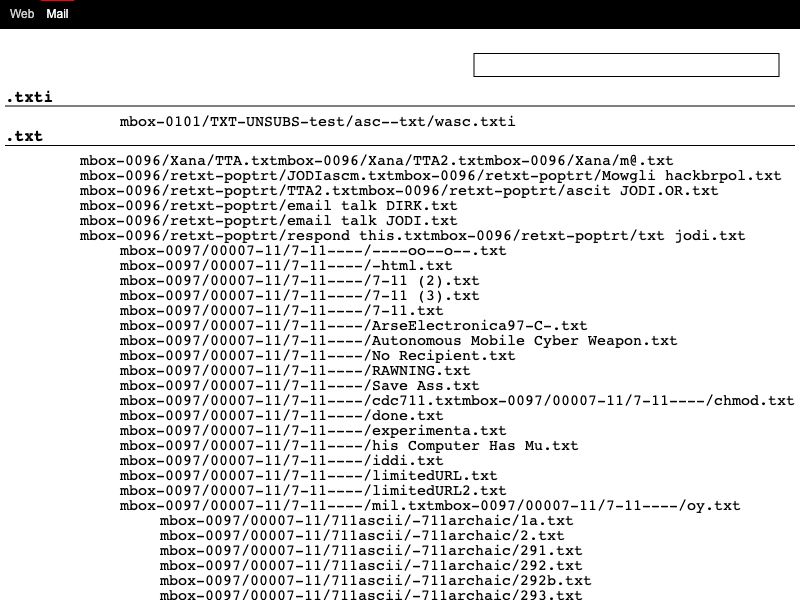 Web Mail
.txti
mbox-0101/TXT-UNSUBS-test/asc--txt/wasc.txti
.txt
mbox-0096/Xana/TTA.txtmbox-0096/Xana/TTA2.txtmbox-0096/Xana/m@.txt
mbox-0096/retxt-poptrt/JODIascm.txtmbox-0096/retxt-poptrt/Mowgli hackbrpol.txt
mbox-0096/retxt-poptrt/TTA2.txtmbox-0096/retxt-poptrt/ascit JODI.OR.txt
mbox-0096/retxt-poptrt/email talk DIRK.txt
mbox-0096/retxt-poptrt/email talk JODI.txt
mbox-0096/retxt-poptrt/respond this.txtmbox-0096/retxt-poptrt/txt jodi.txt
mbox-0097/00007-11/7-11----/----oo--o--.txt
mbox-0097/00007-11/7-11----/-html.txt
mbox-0097/00007-11/7-11----/7-11 (2).txt
mbox-0097/00007-11/7-11----/7-11 (3).txt
mbox-0097/00007-11/7-11----/7-11.txt
mbox-0097/00007-11/7-11----/ArseElectronica97-C-.txt
mbox-0097/00007-11/7-11----/Autonomous Mobile Cyber Weapon.txt
mbox-0097/00007-11/7-11----/No Recipient.txt
mbox-0097/00007-11/7-11----/RAWNING.txt
mbox-0097/00007-11/7-11----/Save Ass.txt
mbox-0097/00007-11/7-11----/cdc711.txtmbox-0097/00007-11/7-11----/chmod.txt
mbox-0097/00007-11/7-11----/done.txt
mbox-0097/00007-11/7-11----/experimenta.txt
mbox-0097/00007-11/7-11----/his Computer Has Mu.txt
mbox-0097/00007-11/7-11----/iddi.txt
mbox-0097/00007-11/7-11----/limitedURL.txt
mbox-0097/00007-11/7-11----/limitedURL2.txt
mbox-0097/00007-11/7-11----/mil.txtmbox-0097/00007-11/7-11----/oy.txt
mbox-0097/00007-11/711ascii/-711archaic/1a.txt
mbox-0097/00007-11/711ascii/-711archaic/2.txt
mbox-0097/00007-11/711ascii/-711archaic/291.txt
mbox-0097/00007-11/711ascii/-711archaic/292.txt
mbox-0097/00007-11/711ascii/-711archaic/292b.txt
mbox-0097/00007-11/711ascii/-711archaic/293.txt